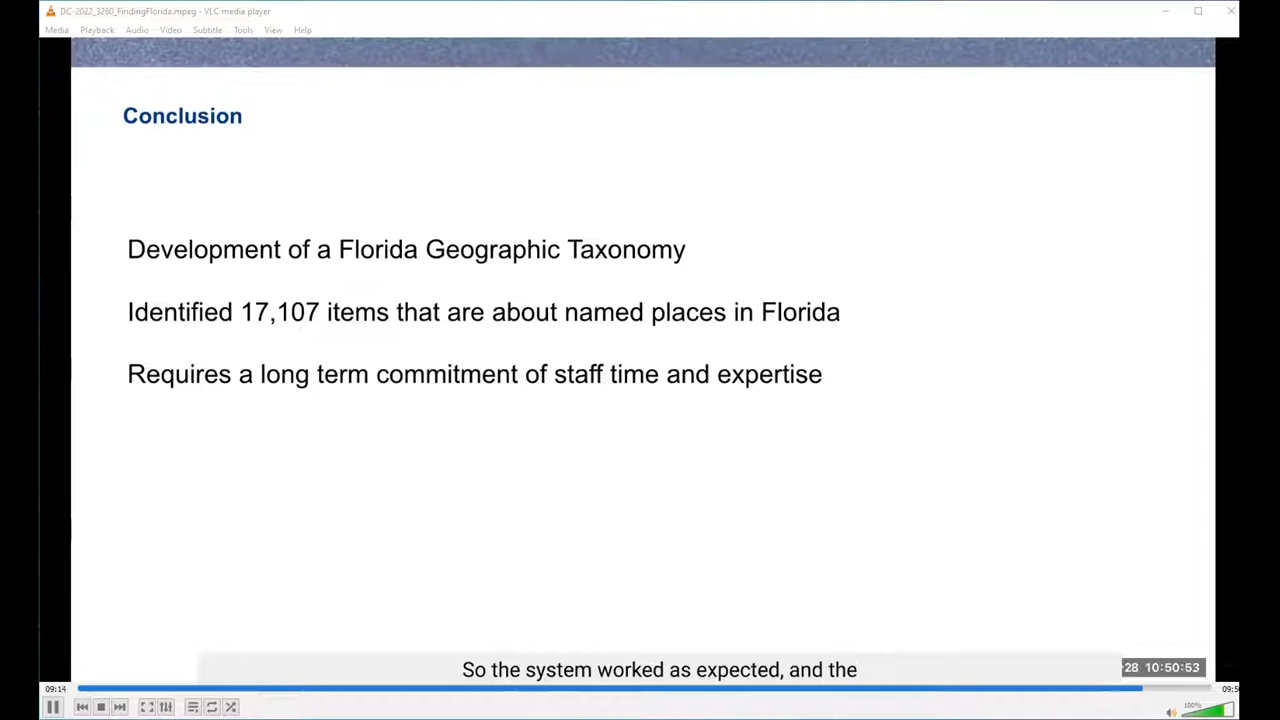 DC-2022_3260_FindingFlorida.mpeg - VLC media player
Media Playback Audio Video Subtitle Tools View Help
Conclusion
Development of a Florida Geographic Taxonomy
Identified 17,107 items that are about named places in Florida
Requires a long term commitment of staff time and expertise
So the system worked as expected, and the
28 10:50:53
09:14
100%